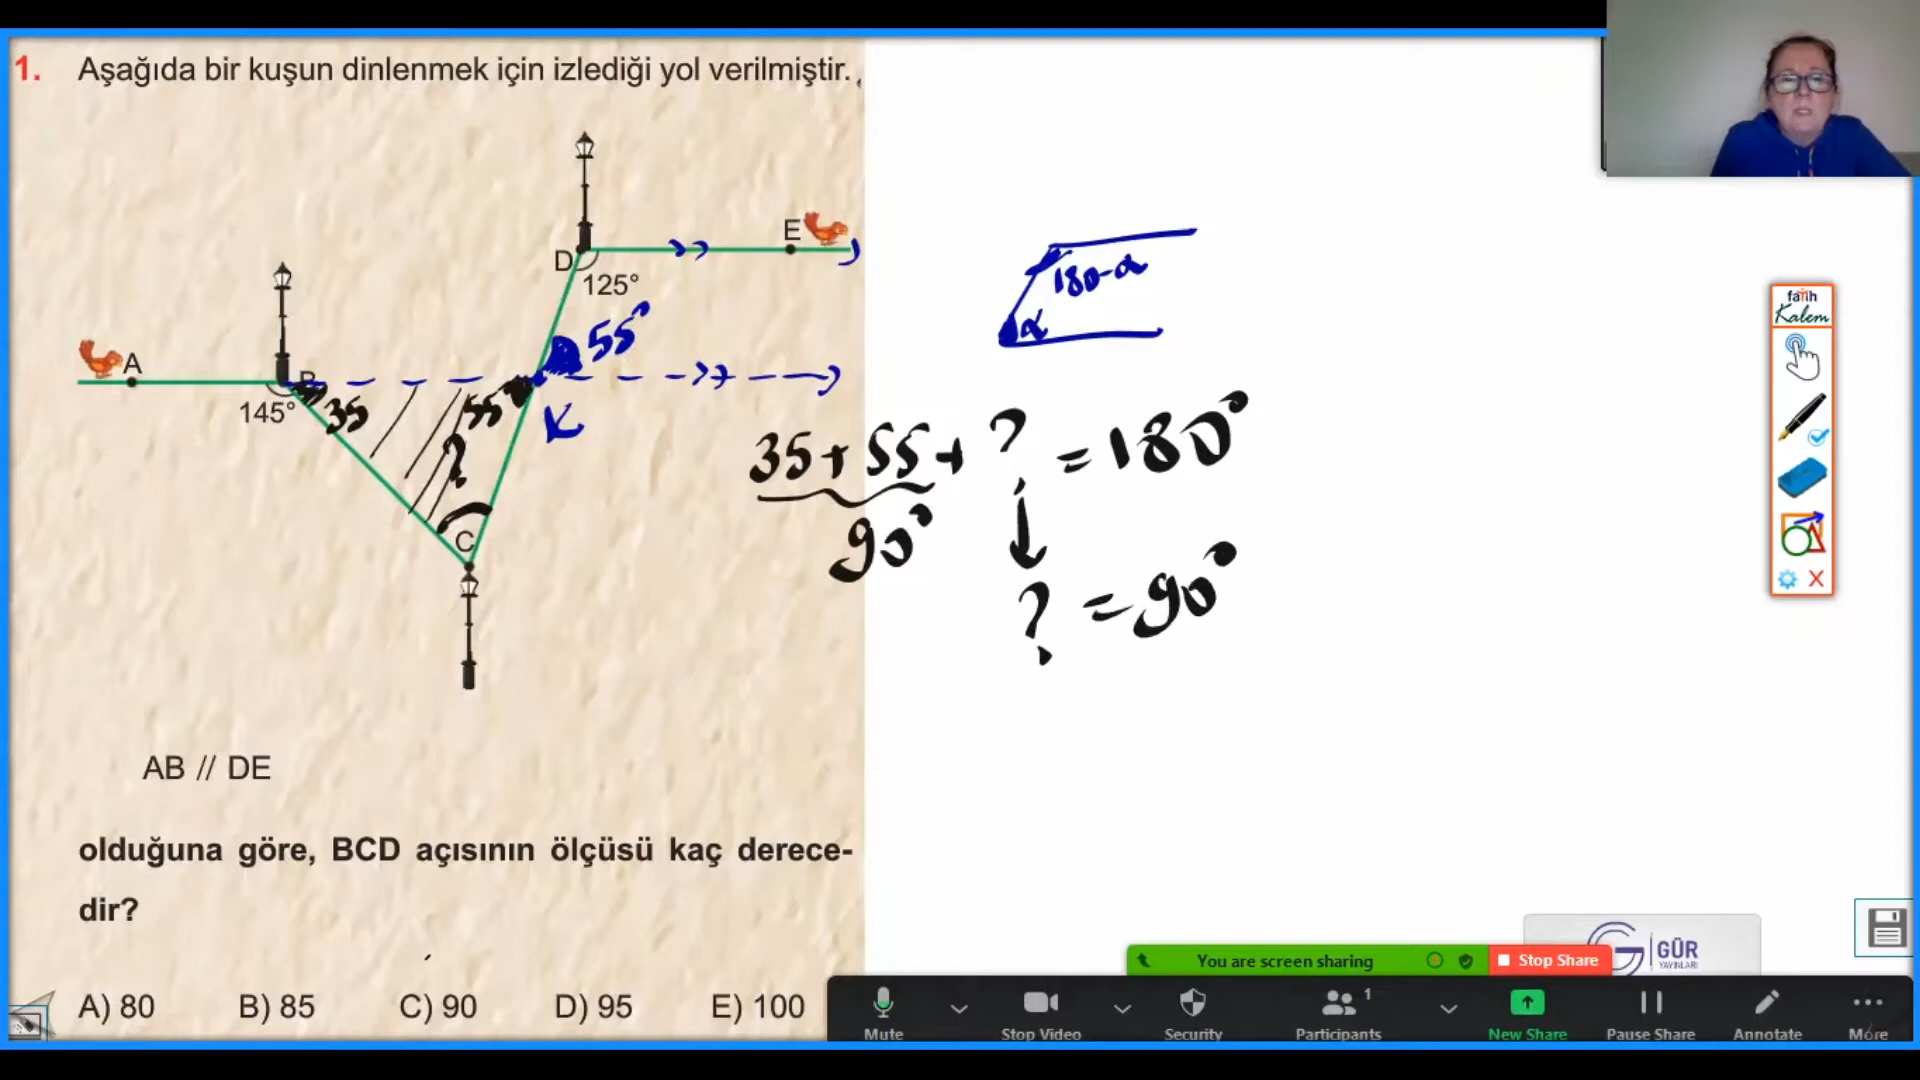 1. Aşağıda bir kuşun dinlenmek için izlediği yol verilmiştir.
D
E
125°
180-α
α
55°
A
B
145°
35
55
K
?
C
35+55+? =180°
90°
? =90°
AB // DE
olduğuna göre, BCD açısının ölçüsü kaç derece-
dir?
A) 80 B) 85 C) 90 D) 95 E) 100
fatih
Kalem
G GÜR
YAYINLARI
You are screen sharing Stop Share
Mute Stop Video Security Participants 1 New Share Pause Share Annotate More